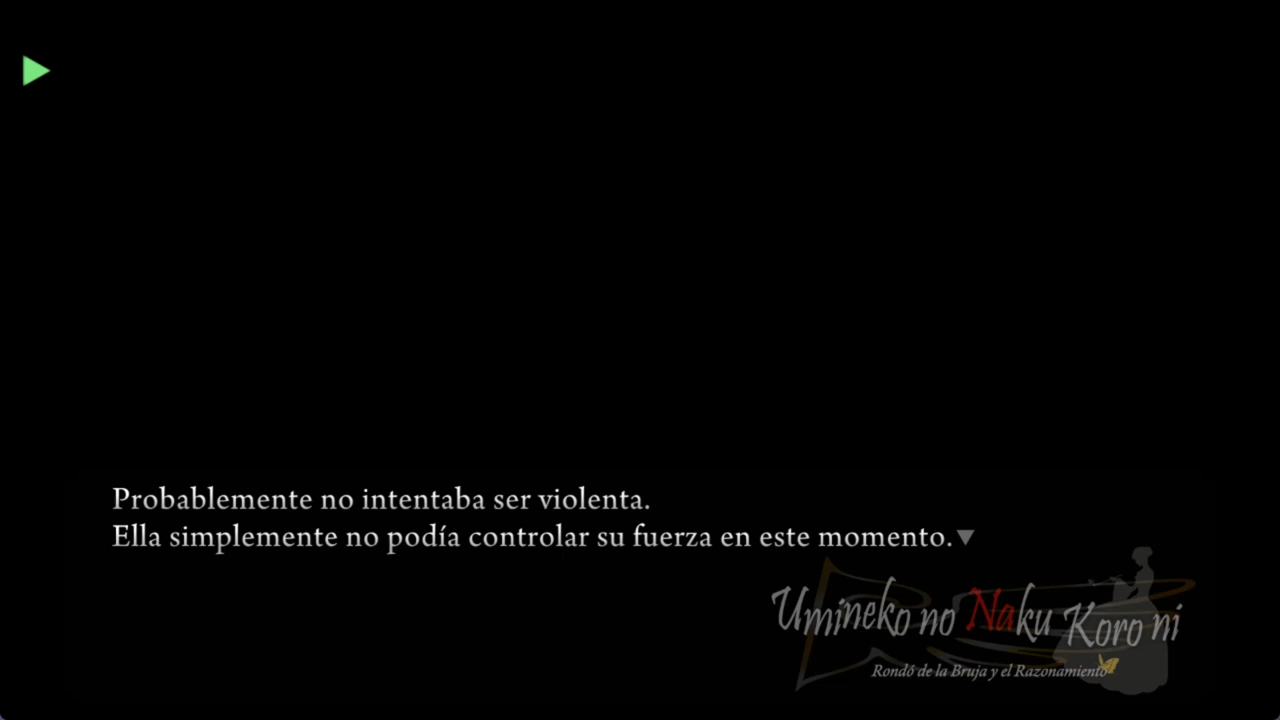 Probablemente no intentaba ser violenta.
Ella simplemente no podía controlar su fuerza en este momento.
Umineko no Naku Koro ni
Rondó de la Bruja y el Razonamiento